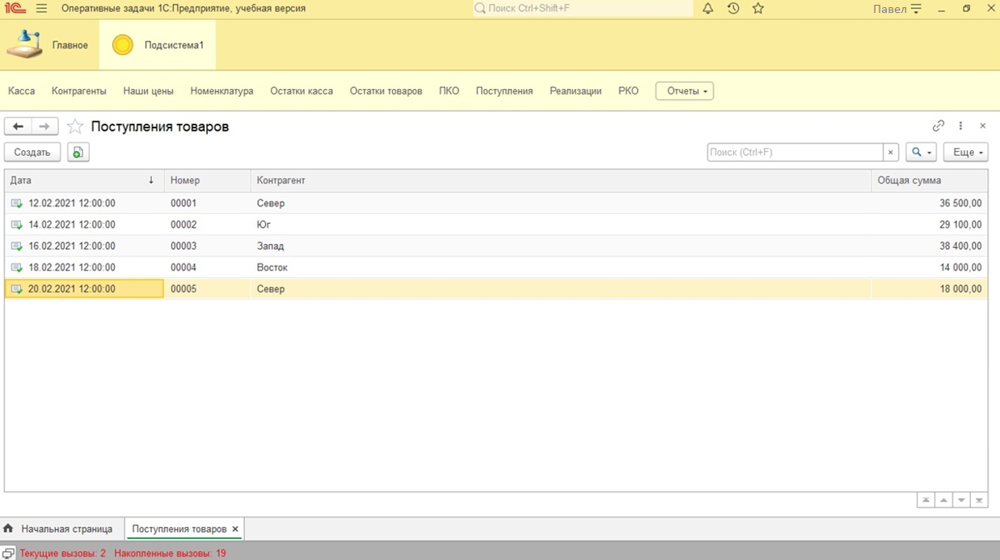 1С Оперативные задачи 1С:Предприятие, учебная версия Поиск Ctrl+Shift+F Павел
Главное Подсистема1
Касса Контрагенты Наши цены Номенклатура Остатки касса Остатки товаров ПКО Поступления Реализации РКО Отчеты
Поступления товаров
Создать Поиск (Ctrl+F) × Еще
Дата ↓ Номер Контрагент Общая сумма
12.02.2021 12:00:00 00001 Север 36 500,00
14.02.2021 12:00:00 00002 Юг 29 100,00
16.02.2021 12:00:00 00003 Запад 38 400,00
18.02.2021 12:00:00 00004 Восток 14 000,00
20.02.2021 12:00:00 00005 Север 18 000,00
Начальная страница Поступления товаров ×
Текущие вызовы: 2 Накопленные вызовы: 19